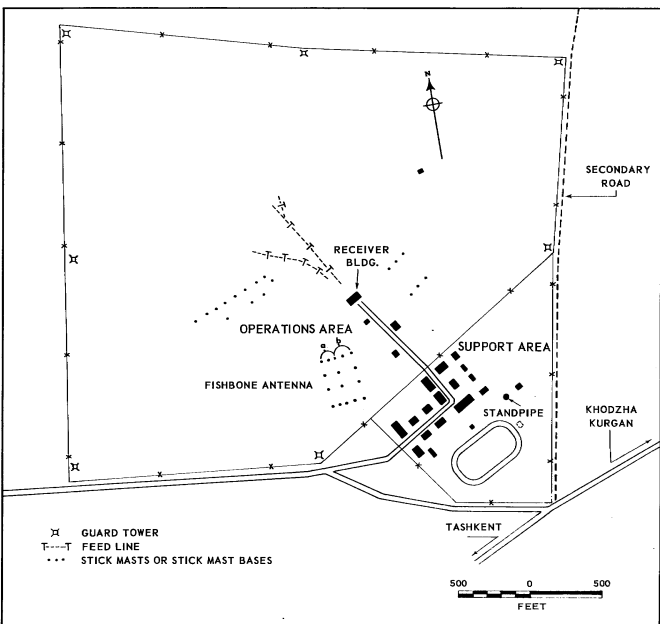 N
SECONDARY
ROAD
RECEIVER
BLDG.
OPERATIONS AREA
a
b
SUPPORT AREA
FISHBONE ANTENNA
STANDPIPE
KHODZHA
KURGAN
TASHKENT
GUARD TOWER
T---T FEED LINE
STICK MASTS OR STICK MAST BASES
500 0 500
FEET